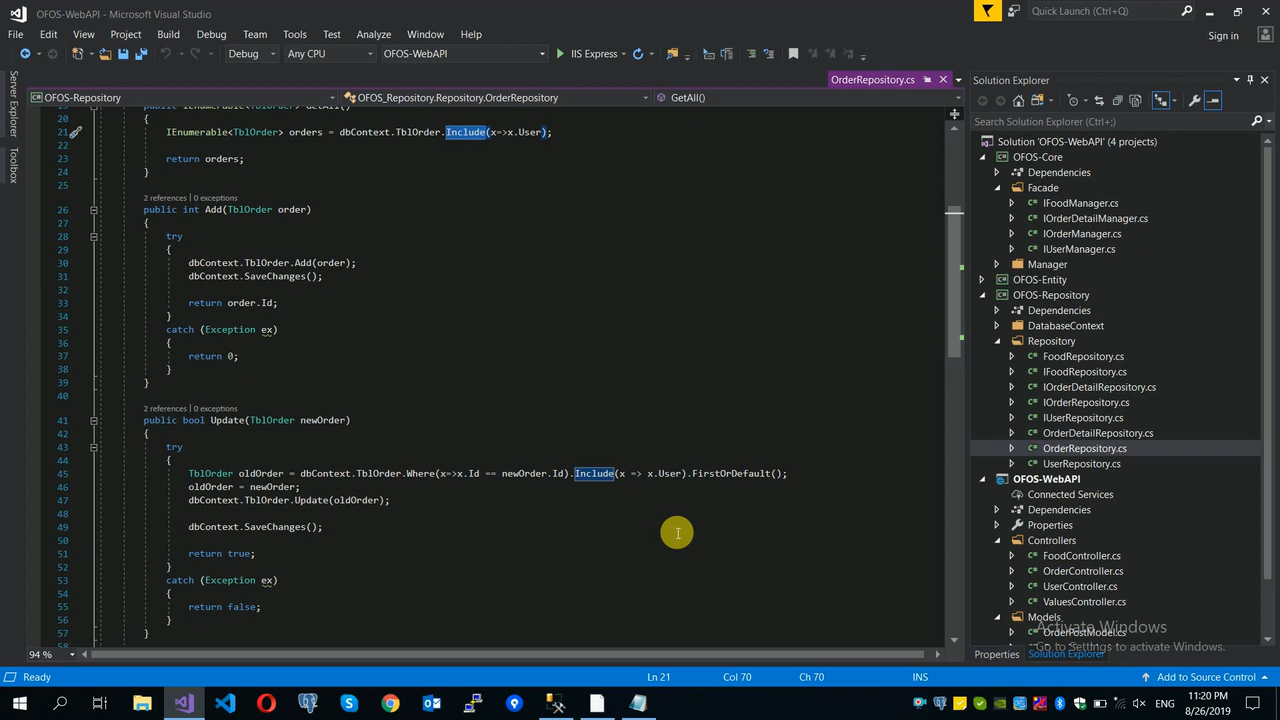 OFOS-WebAPI - Microsoft Visual Studio
Quick Launch (Ctrl+Q)
File Edit View Project Build Debug Team Tools Test Analyze Window Help
Sign in
Debug Any CPU OFOS-WebAPI IIS Express
Server Explorer
Toolbox
OrderRepository.cs
OFOS-Repository OFOS_Repository.Repository.OrderRepository GetAll()
20 {
21 IEnumerable<TblOrder> orders = dbContext.TblOrder.Include(x=>x.User);
22
23 return orders;
24 }
25
2 references | 0 exceptions
26 public int Add(TblOrder order)
27 {
28 try
29 {
30 dbContext.TblOrder.Add(order);
31 dbContext.SaveChanges();
32
33 return order.Id;
34 }
35 catch (Exception ex)
36 {
37 return 0;
38 }
39 }
40
2 references | 0 exceptions
41 public bool Update(TblOrder newOrder)
42 {
43 try
44 {
45 TblOrder oldOrder = dbContext.TblOrder.Where(x=>x.Id == newOrder.Id).Include(x => x.User).FirstOrDefault();
46 oldOrder = newOrder;
47 dbContext.TblOrder.Update(oldOrder);
48
49 dbContext.SaveChanges();
50
51 return true;
52 }
53 catch (Exception ex)
54 {
55 return false;
56 }
57 }
94 %
Solution Explorer
Search Solution Explorer (Ctrl+;)
Solution 'OFOS-WebAPI' (4 projects)
OFOS-Core
Dependencies
Facade
IFoodManager.cs
IOrderDetailManager.cs
IOrderManager.cs
IUserManager.cs
Manager
OFOS-Entity
OFOS-Repository
Dependencies
DatabaseContext
Repository
FoodRepository.cs
IFoodRepository.cs
IOrderDetailRepository.cs
IOrderRepository.cs
IUserRepository.cs
OrderDetailRepository.cs
OrderRepository.cs
UserRepository.cs
OFOS-WebAPI
Connected Services
Dependencies
Properties
Controllers
FoodController.cs
OrderController.cs
UserController.cs
ValuesController.cs
Models
OrderPostModel.cs
Activate Windows
Go to Settings to activate Windows.
Properties Solution Explorer
Ready Ln 21 Col 70 Ch 70 INS Add to Source Control
ENG
11:20 PM
8/26/2019